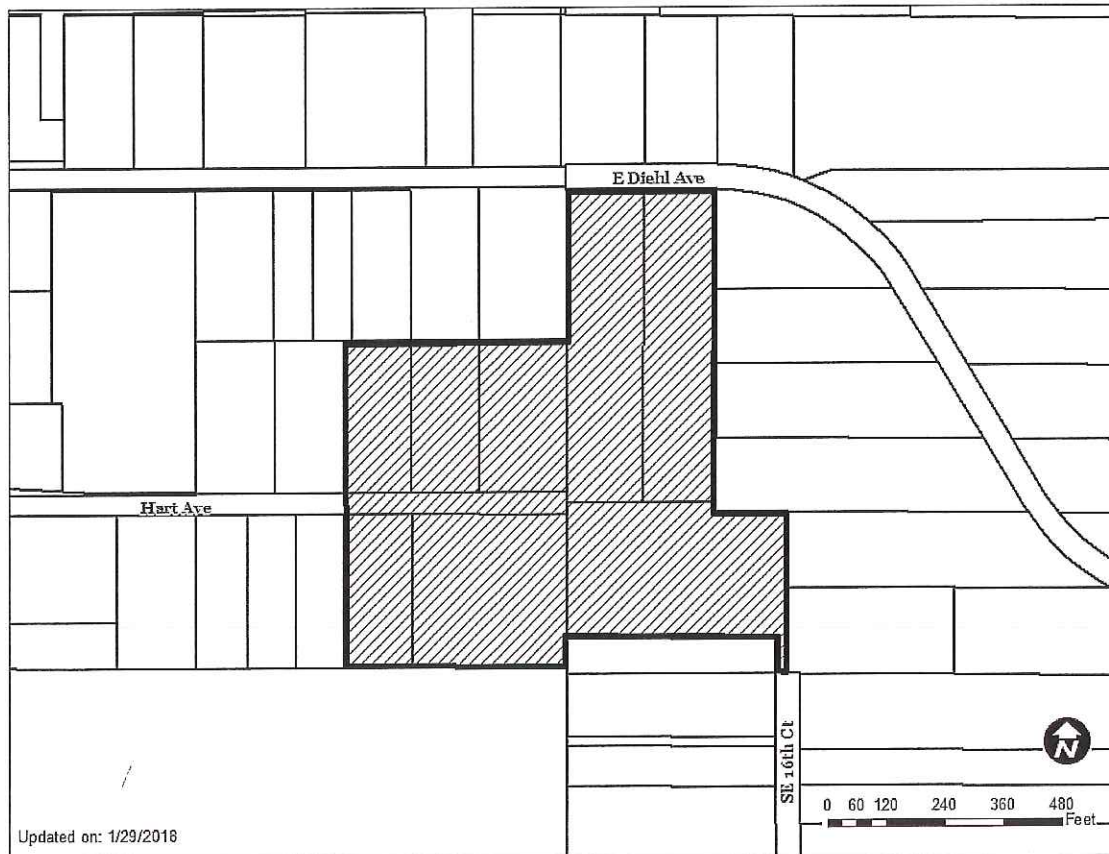 E Diehl Ave
Hart Ave
SE 16th Ct
N
0 60 120 240 360 480
Feet
Updated on: 1/29/2018